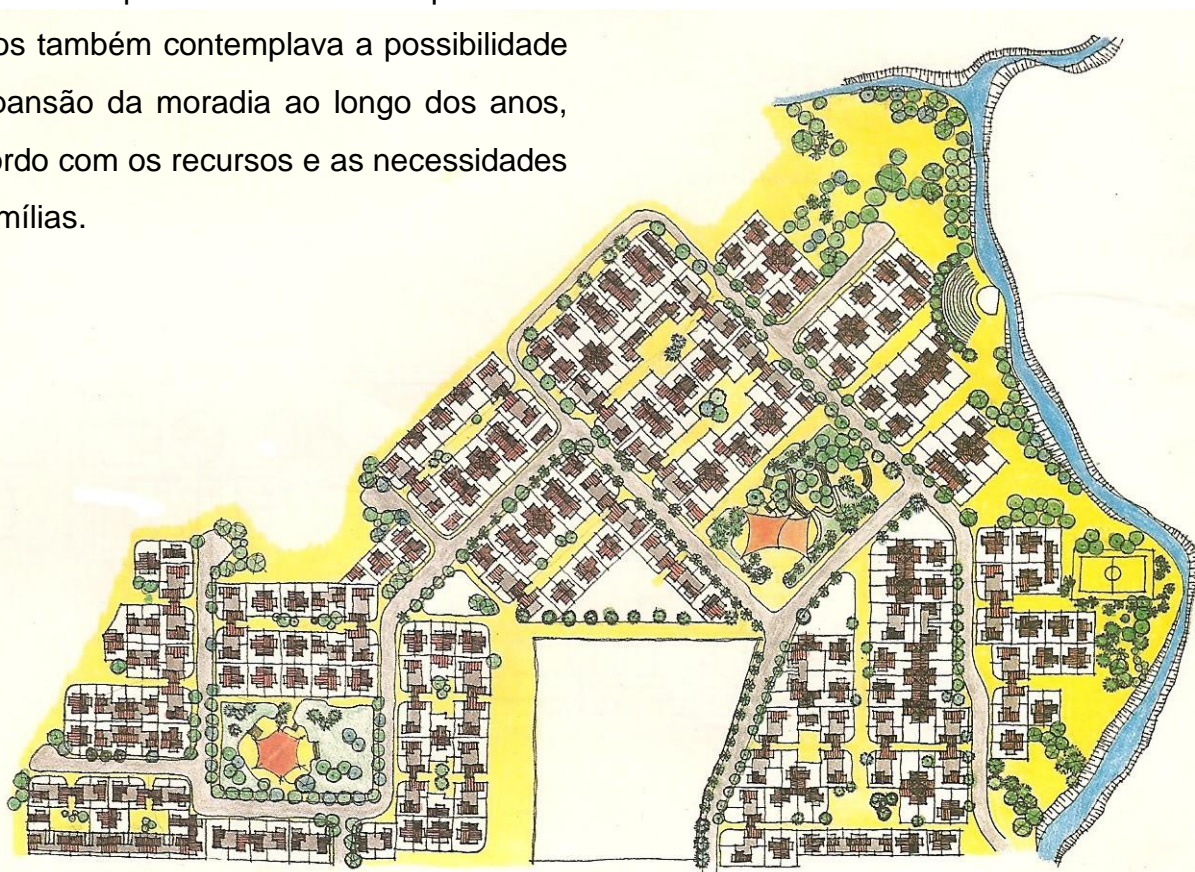 os também contemplava a possibilidade
pansão da moradia ao longo dos anos,
ordo com os recursos e as necessidades
mílias.